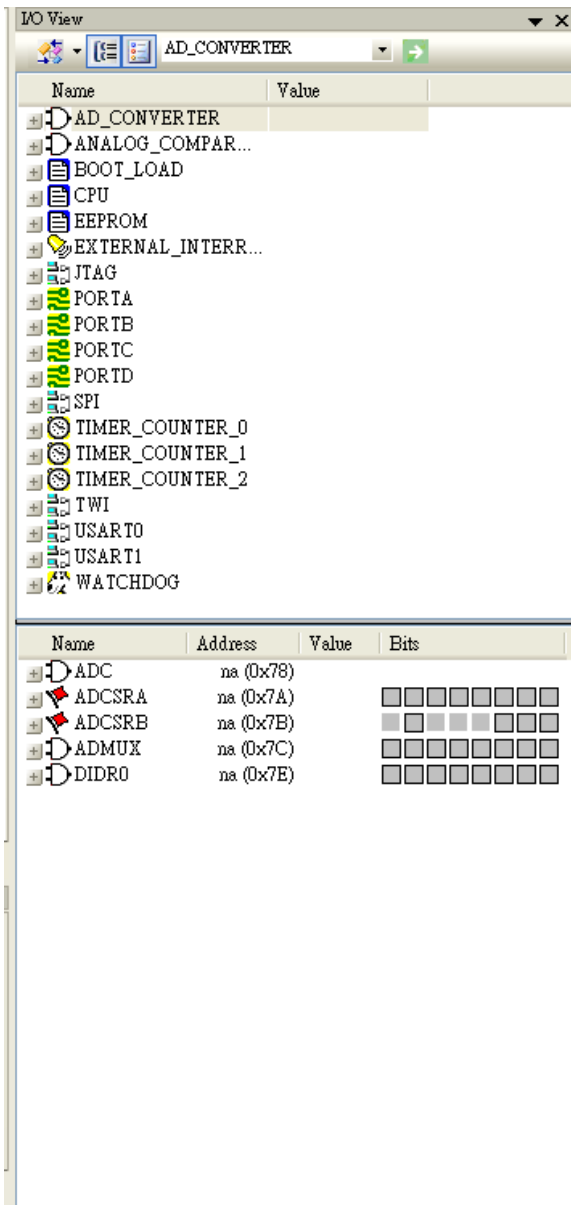 I/O View
AD_CONVERTER
Name Value
AD_CONVERTER
ANALOG_COMPAR...
BOOT_LOAD
CPU
EEPROM
EXTERNAL_INTERR...
JTAG
PORTA
PORTB
PORTC
PORTD
SPI
TIMER_COUNTER_0
TIMER_COUNTER_1
TIMER_COUNTER_2
TWI
USART0
USART1
WATCHDOG
Name Address Value Bits
ADC na (0x78)
ADCSRA na (0x7A)
ADCSRB na (0x7B)
ADMUX na (0x7C)
DIDR0 na (0x7E)